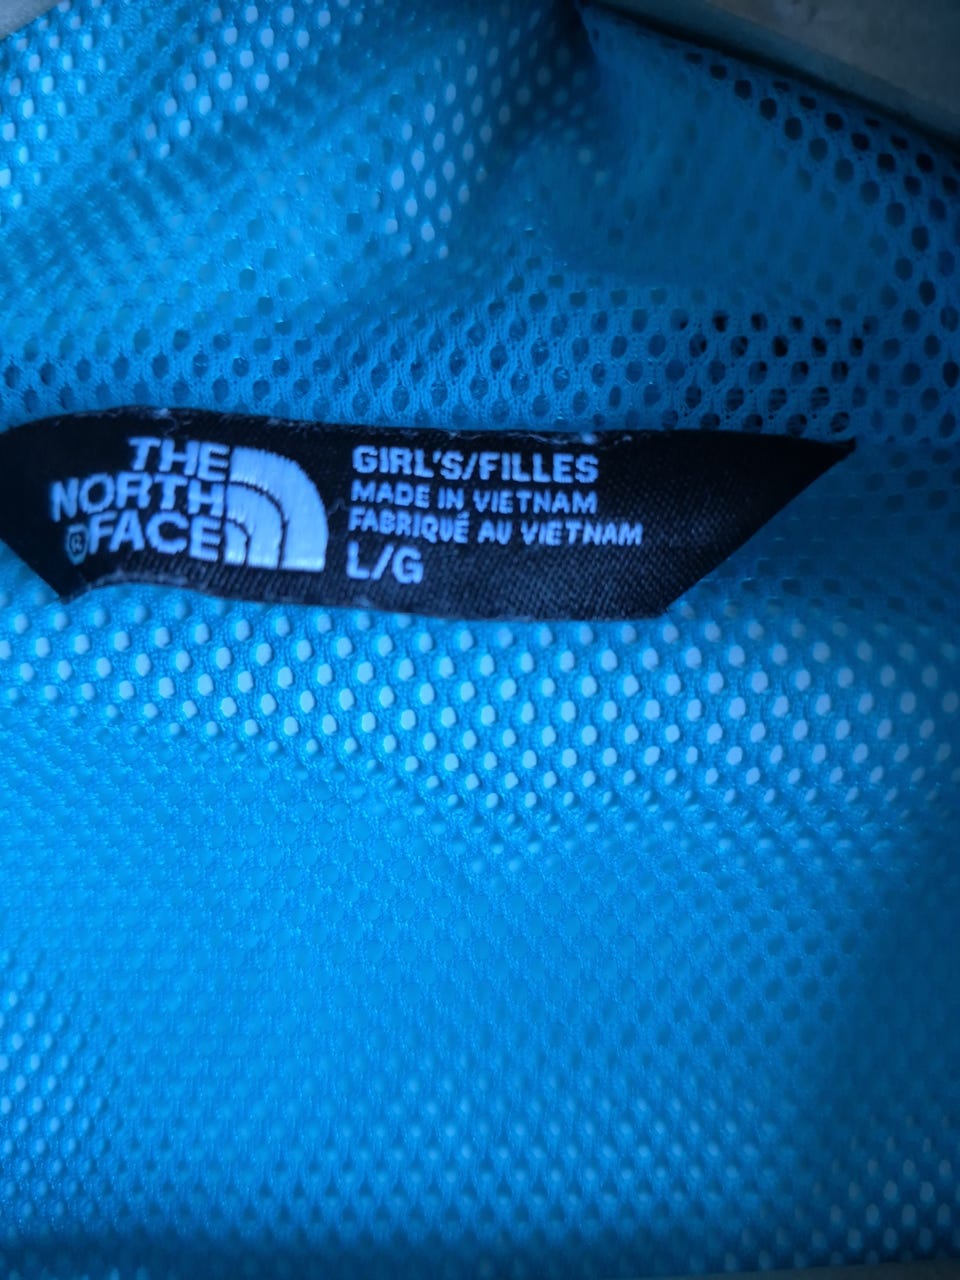 THE
NORTH
FACE
®
GIRL'S/FILLES
MADE IN VIETNAM
FABRIQUÉ AU VIETNAM
L/G